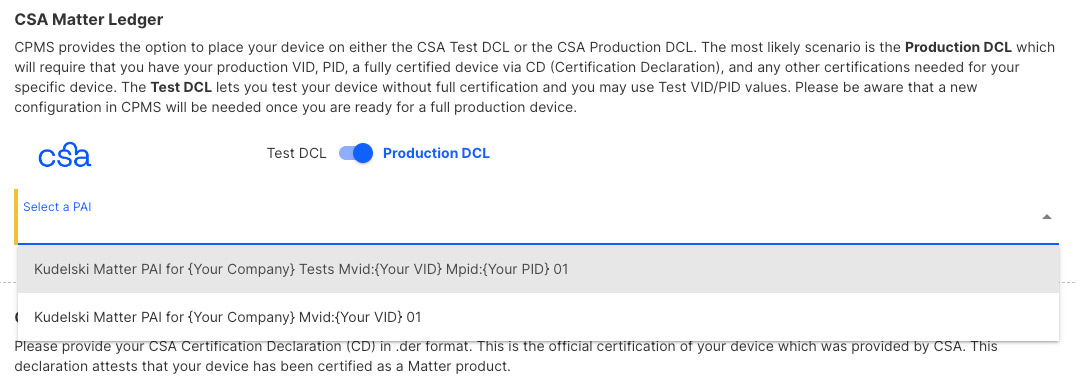 CSA Matter Ledger
CPMS provides the option to place your device on either the CSA Test DCL or the CSA Production DCL. The most likely scenario is the Production DCL which
will require that you have your production VID, PID, a fully certified device via CD (Certification Declaration), and any other certifications needed for your
specific device. The Test DCL lets you test your device without full certification and you may use Test VID/PID values. Please be aware that a new
configuration in CPMS will be needed once you are ready for a full production device.
csa
Test DCL Production DCL
Select a PAI
Kudelski Matter PAI for {Your Company} Tests Mvid:{Your VID} Mpid:{Your PID} 01
Kudelski Matter PAI for {Your Company} Mvid:{Your VID} 01
Please provide your CSA Certification Declaration (CD) in .der format. This is the official certification of your device which was provided by CSA. This
declaration attests that your device has been certified as a Matter product.